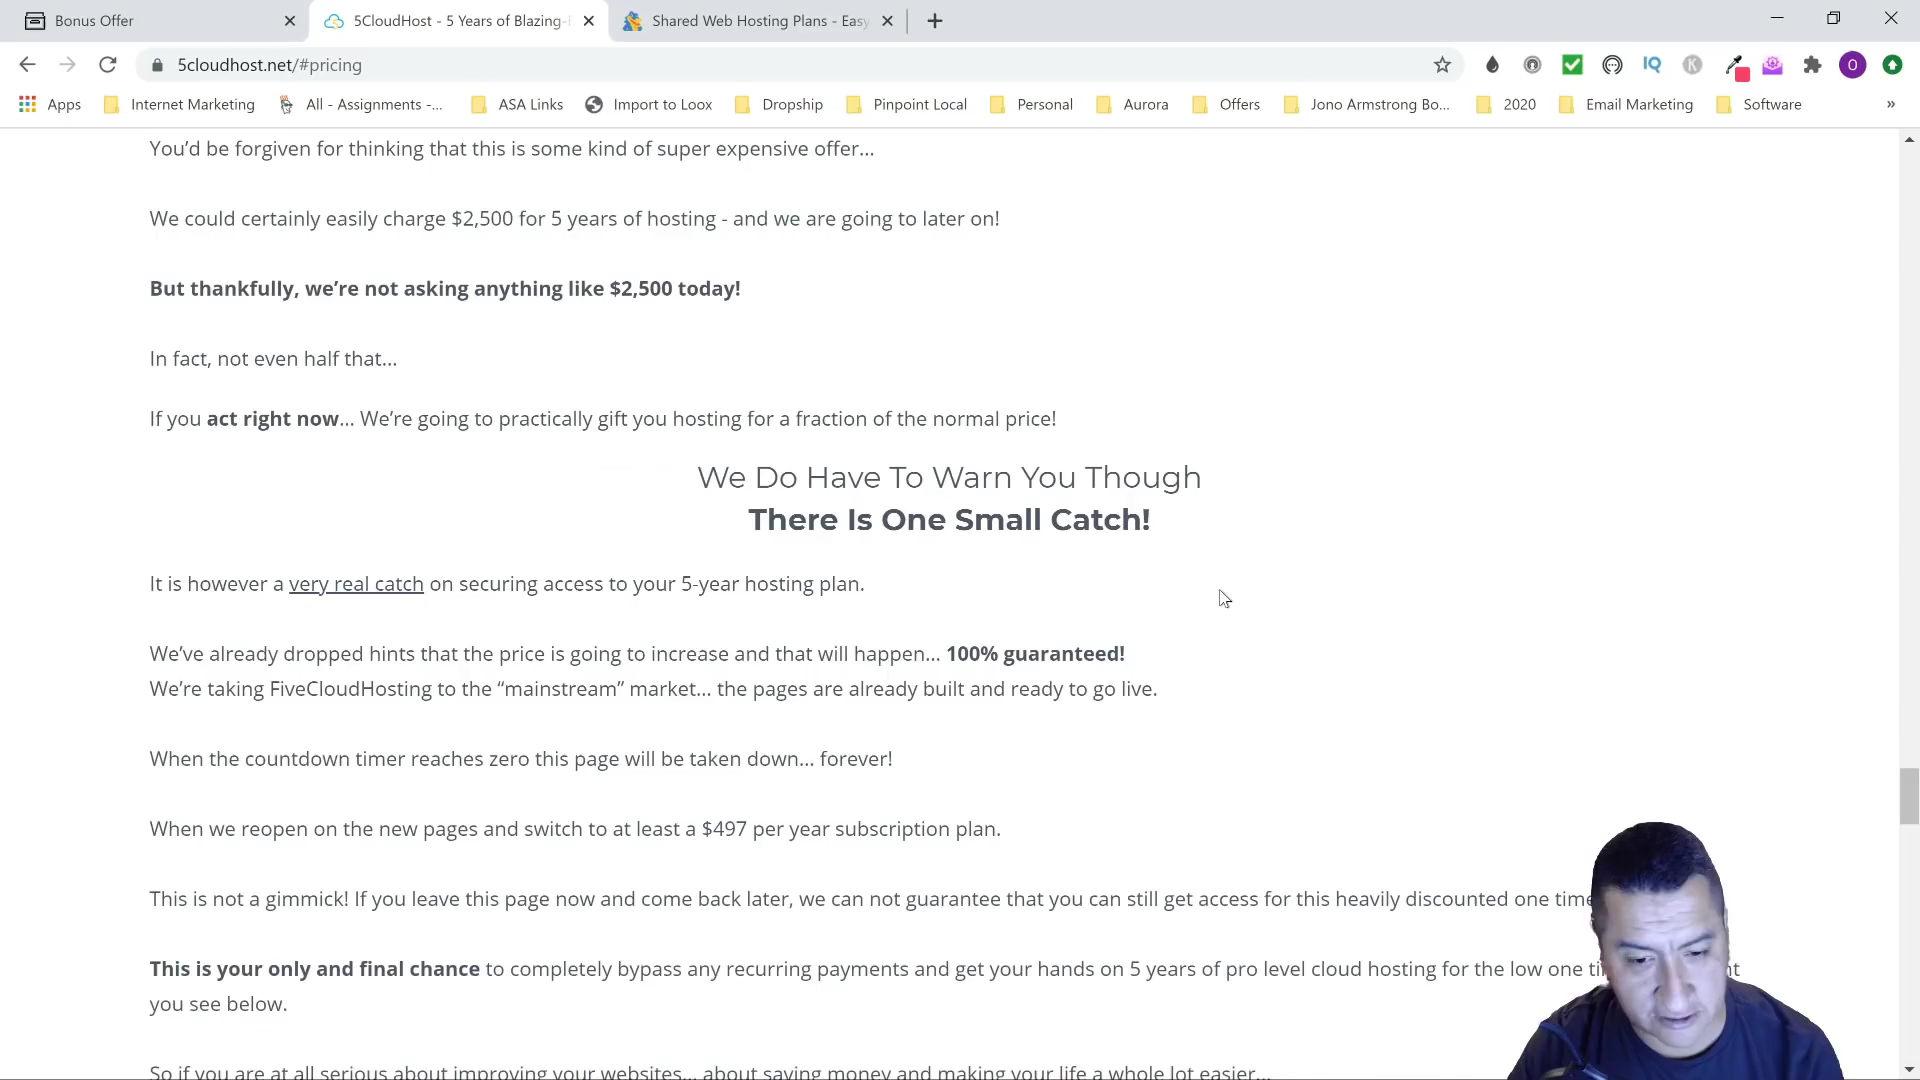 Bonus Offer
5CloudHost - 5 Years of Blazing-
Shared Web Hosting Plans - Easy
5cloudhost.net/#pricing
IQ
K
O
Apps
Internet Marketing
All - Assignments -...
ASA Links
Import to Loox
Dropship
Pinpoint Local
Personal
Aurora
Offers
Jono Armstrong Bo...
2020
Email Marketing
Software
»
You’d be forgiven for thinking that this is some kind of super expensive offer...
We could certainly easily charge $2,500 for 5 years of hosting - and we are going to later on!
But thankfully, we’re not asking anything like $2,500 today!
In fact, not even half that...
If you act right now... We’re going to practically gift you hosting for a fraction of the normal price!
We Do Have To Warn You Though
There Is One Small Catch!
It is however a very real catch on securing access to your 5-year hosting plan.
We’ve already dropped hints that the price is going to increase and that will happen... 100% guaranteed!
We’re taking FiveCloudHosting to the “mainstream” market... the pages are already built and ready to go live.
When the countdown timer reaches zero this page will be taken down... forever!
When we reopen on the new pages and switch to at least a $497 per year subscription plan.
This is not a gimmick! If you leave this page now and come back later, we can not guarantee that you can still get access for this heavily discounted one time
This is your only and final chance to completely bypass any recurring payments and get your hands on 5 years of pro level cloud hosting for the low one
you see below.
So if you are at all serious about improving your websites... about saving money and making your life a whole lot easier...